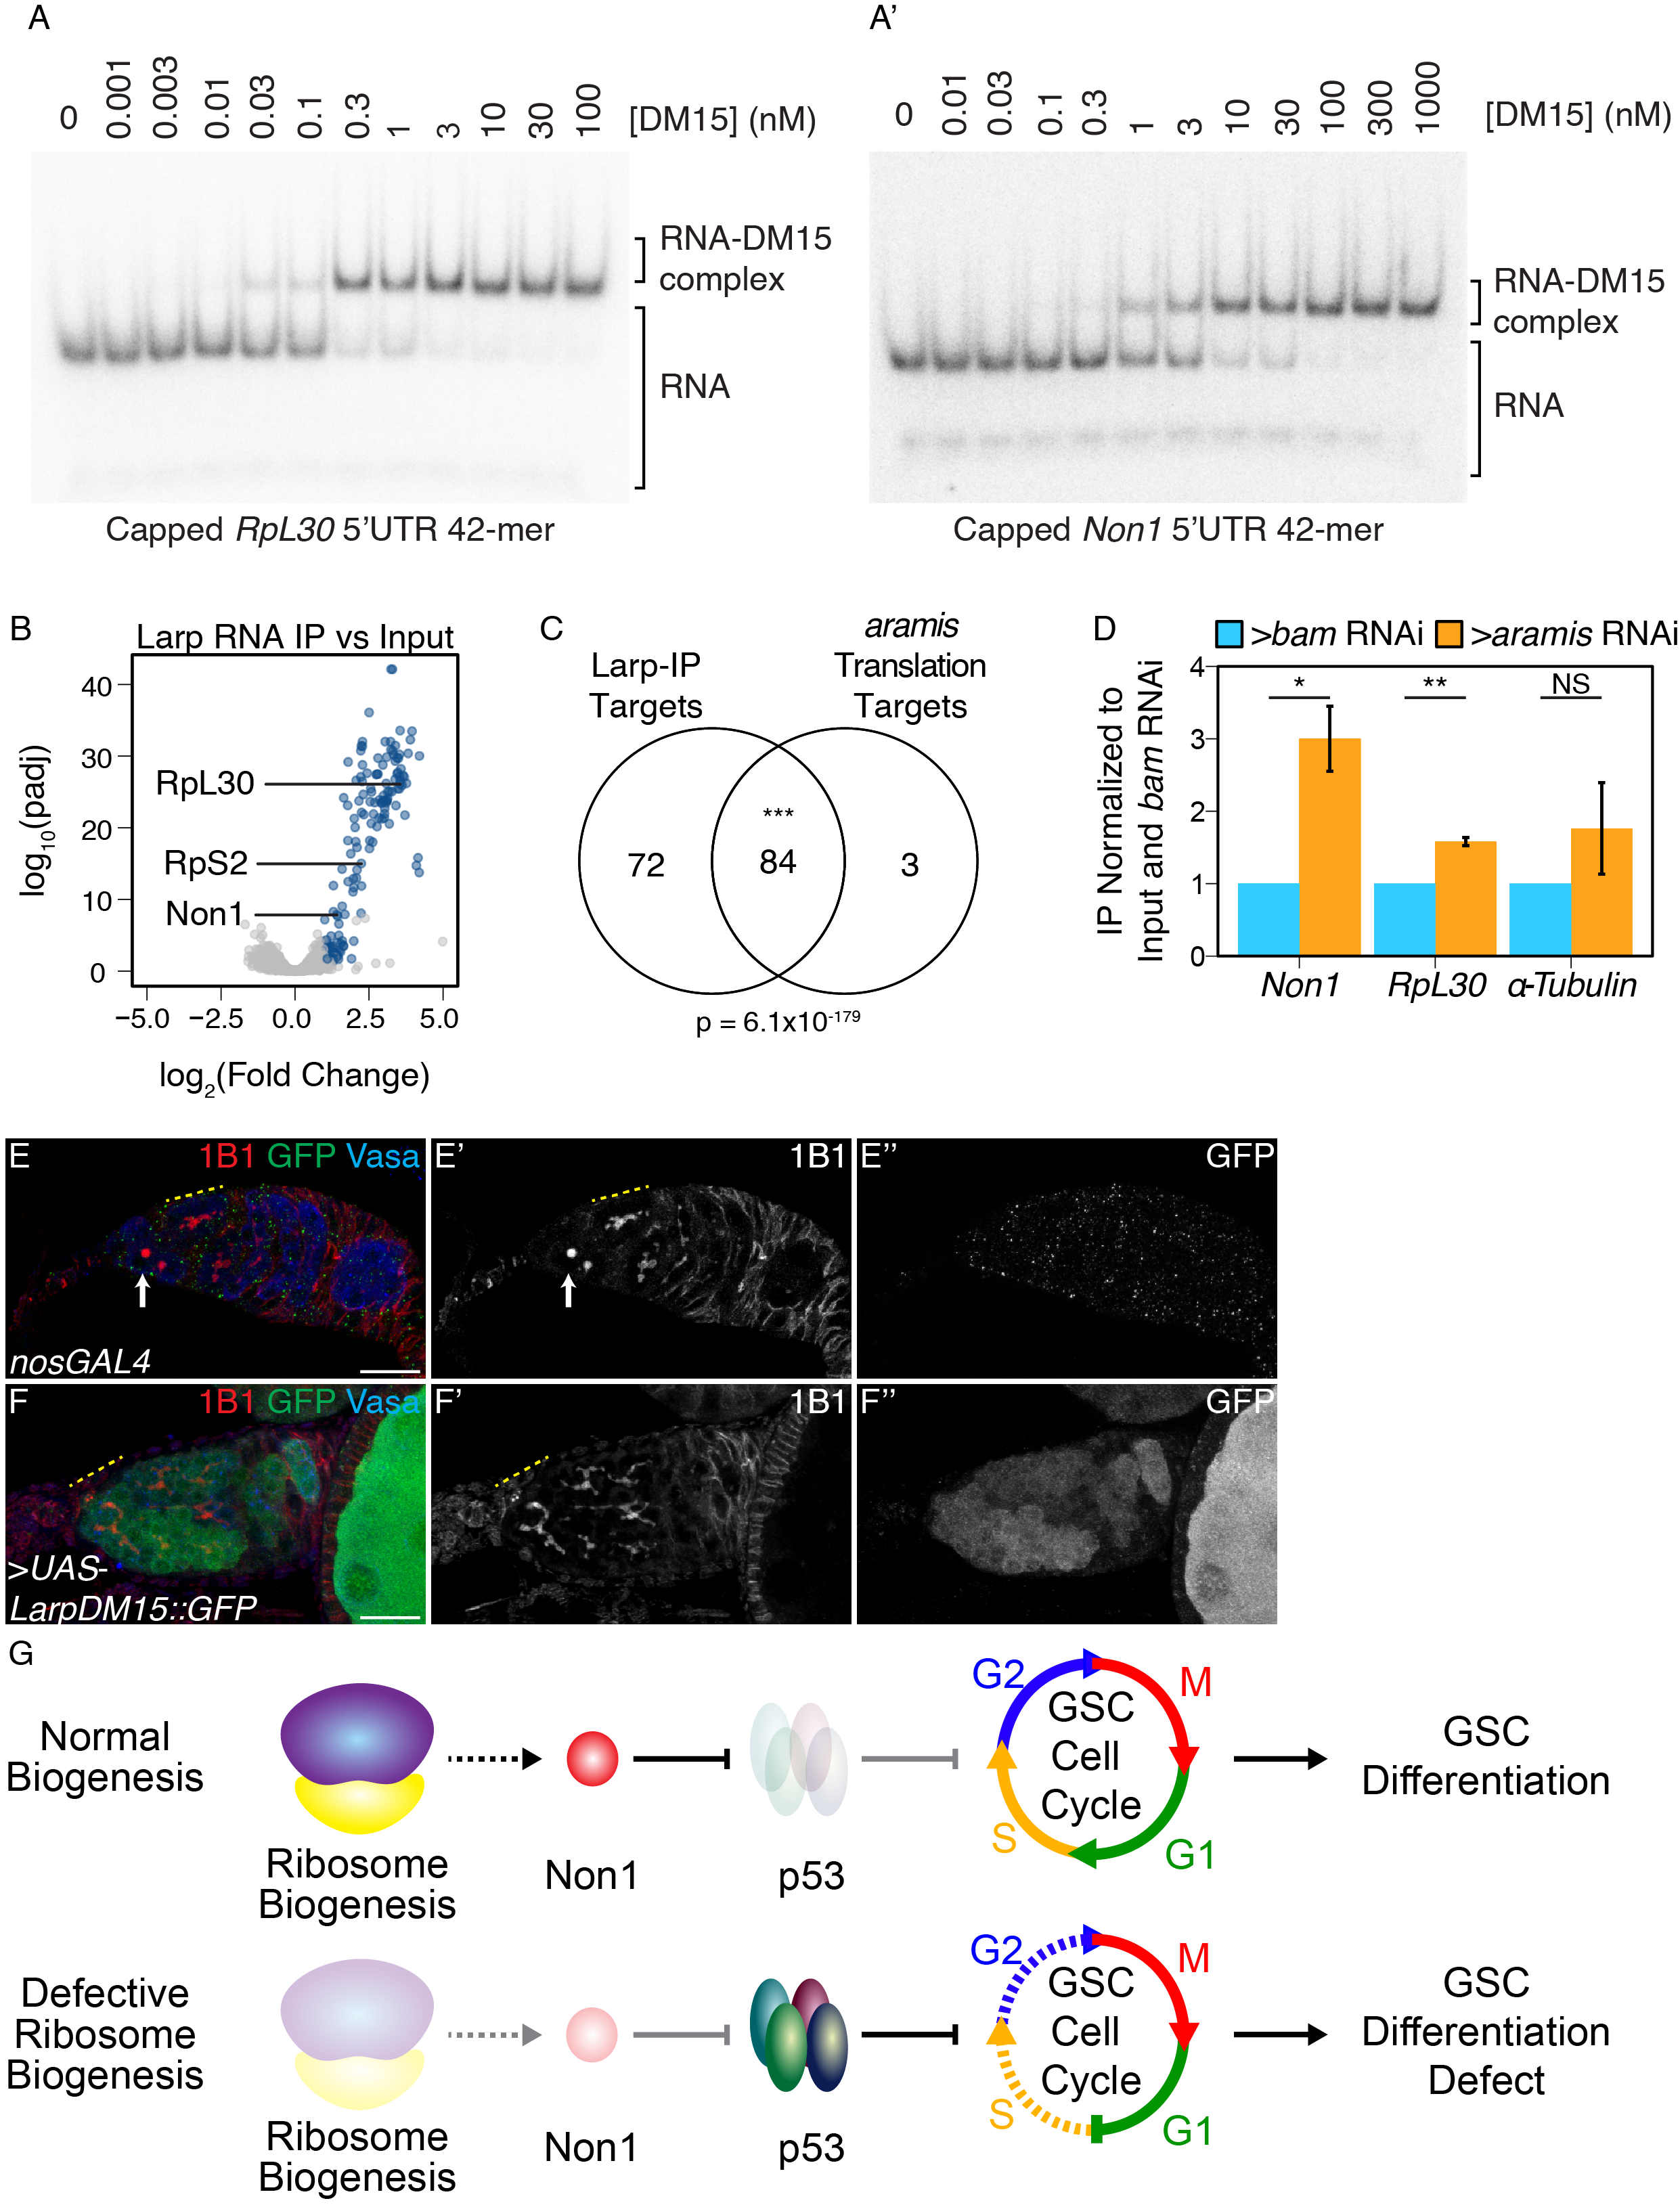 A
0 0.001 0.003 0.01 0.03 0.1 0.3 1 3 10 30 100 [DM15] (nM)
RNA-DM15
complex
RNA
Capped RpL30 5’UTR 42-mer
A’
0 0.01 0.03 0.1 0.3 1 3 10 30 100 300 1000 [DM15] (nM)
RNA-DM15
complex
RNA
Capped Non1 5’UTR 42-mer
B
Larp RNA IP vs Input
log10(padj)
40
30
20
10
0
RpL30
RpS2
Non1
−5.0 −2.5 0.0 2.5 5.0
log2(Fold Change)
C
Larp-IP
Targets
aramis
Translation
Targets
***
72 84 3
p = 6.1x10-179
D
>bam RNAi >aramis RNAi
IP Normalized to
Input and bam RNAi
4
3
2
1
0
* ** NS
Non1 RpL30 α-Tubulin
E 1B1 GFP Vasa
nosGAL4
E’ 1B1
E’’ GFP
F 1B1 GFP Vasa
>UAS-
LarpDM15::GFP
F’ 1B1
F’’ GFP
G
Normal
Biogenesis
Ribosome
Biogenesis
Non1
p53
G2 M
GSC
Cell
Cycle
S G1
GSC
Differentiation
Defective
Ribosome
Biogenesis
Ribosome
Biogenesis
Non1
p53
G2 M
GSC
Cell
Cycle
S G1
GSC
Differentiation
Defect